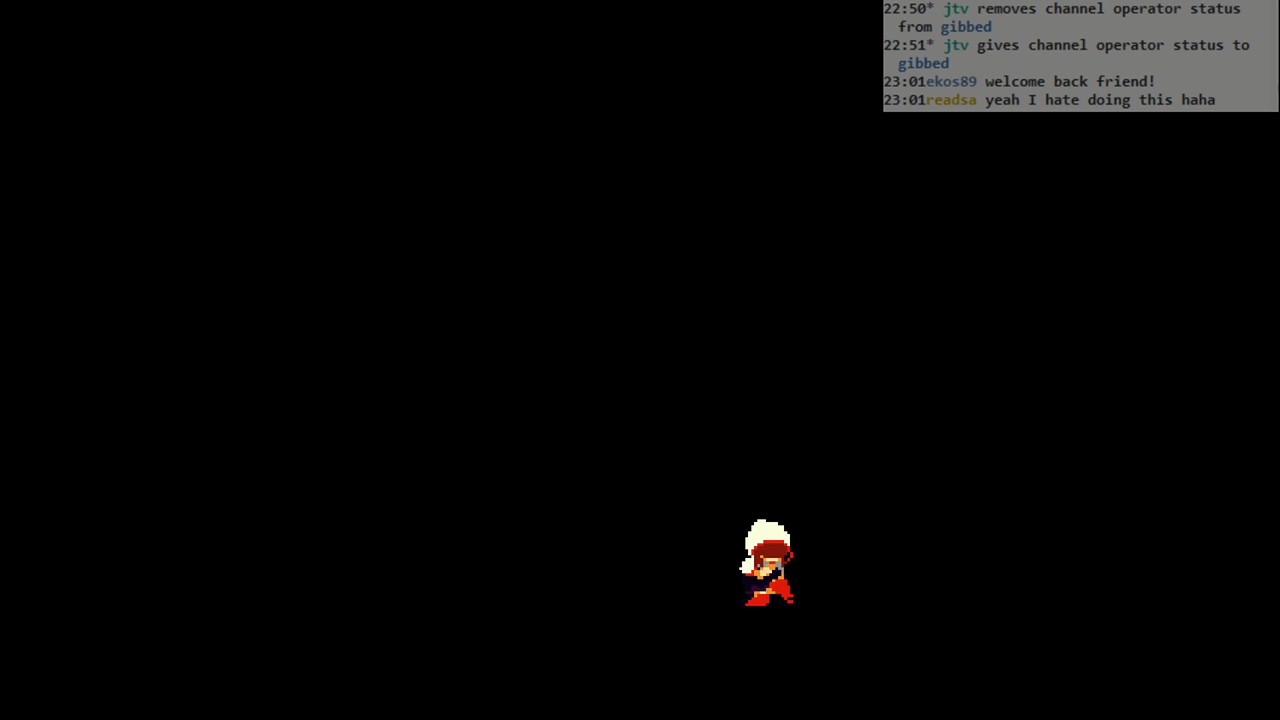 22:50* jtv removes channel operator status
from gibbed
22:51* jtv gives channel operator status to
gibbed
23:01ekos89 welcome back friend!
23:01readsa yeah I hate doing this haha